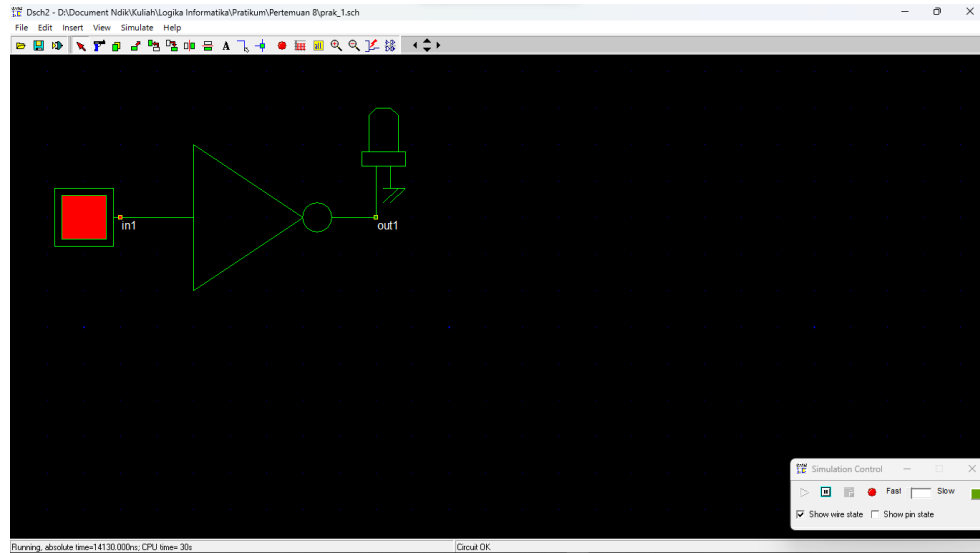 Dsch2 - D:\Document Ndik\Kuliah\Logika Informatika\Pratikum\Pertemuan 8\prak_1.sch
File Edit Insert View Simulate Help
A
in1
out1
Simulation Control
Fast Slow
Show wire state Show pin state
Running, absolute time=14130.000ns; CPU time= 30s Circuit OK